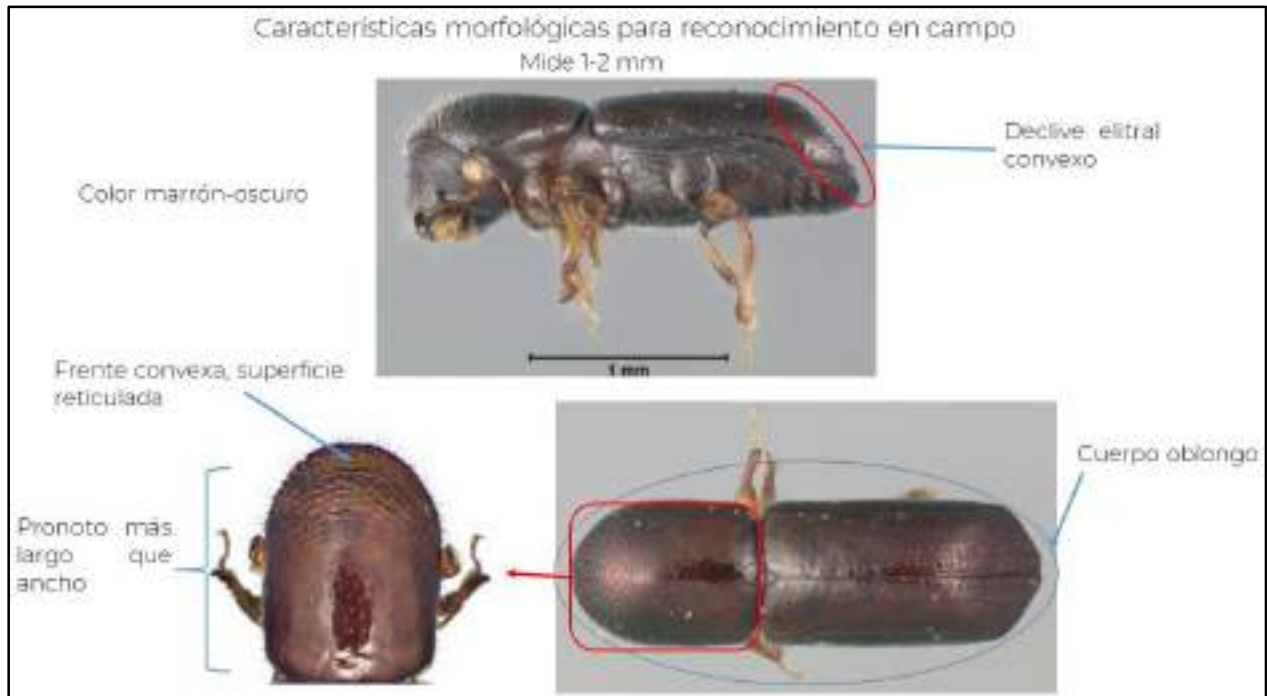 Características morfológicas para reconocimiento en campo
Mide 1-2 mm
Declive elitral
convexo
Color marrón-oscuro
1 mm
Frente convexa, superficie
reticulada
Cuerpo oblongo
Pronoto más
largo que
ancho